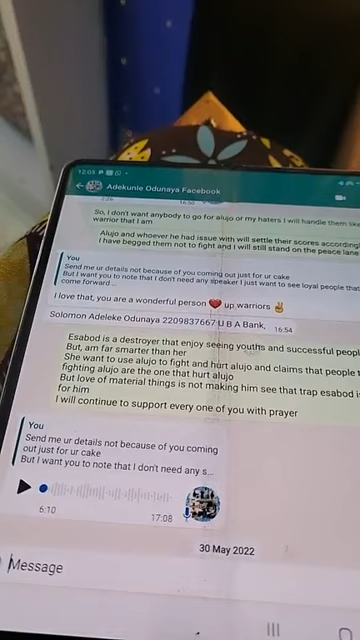 12:03
Adekunle Odunaya Facebook
So, I don't want anybody to go for alujo or my haters I will handle them like
warrior that I am
Alujo and whoever he had issue with will settle their scores according
I have begged them not to fight and I will still stand on the peace lane
You
Send me ur details not because of you coming out just for ur cake
But I want you to note that I don't need any speaker I just want to see loyal people that
come forward ...
I love that, you are a wonderful person ❤️ up warriors ✌️
Solomon Adeleke Odunaya 2209837667 U B A Bank,
16:54
Esabod is a destroyer that enjoy seeing youths and successful peopl
But, am far smarter than her
She want to use alujo to fight and hurt alujo and claims that people t
fighting alujo are the one that hurt alujo
But love of material things is not making him see that trap esabod i
for him
I will continue to support every one of you with prayer
You
Send me ur details not because of you coming
out just for ur cake
But I want you to note that I don't need any s...
6:10
17:08
30 May 2022
Message